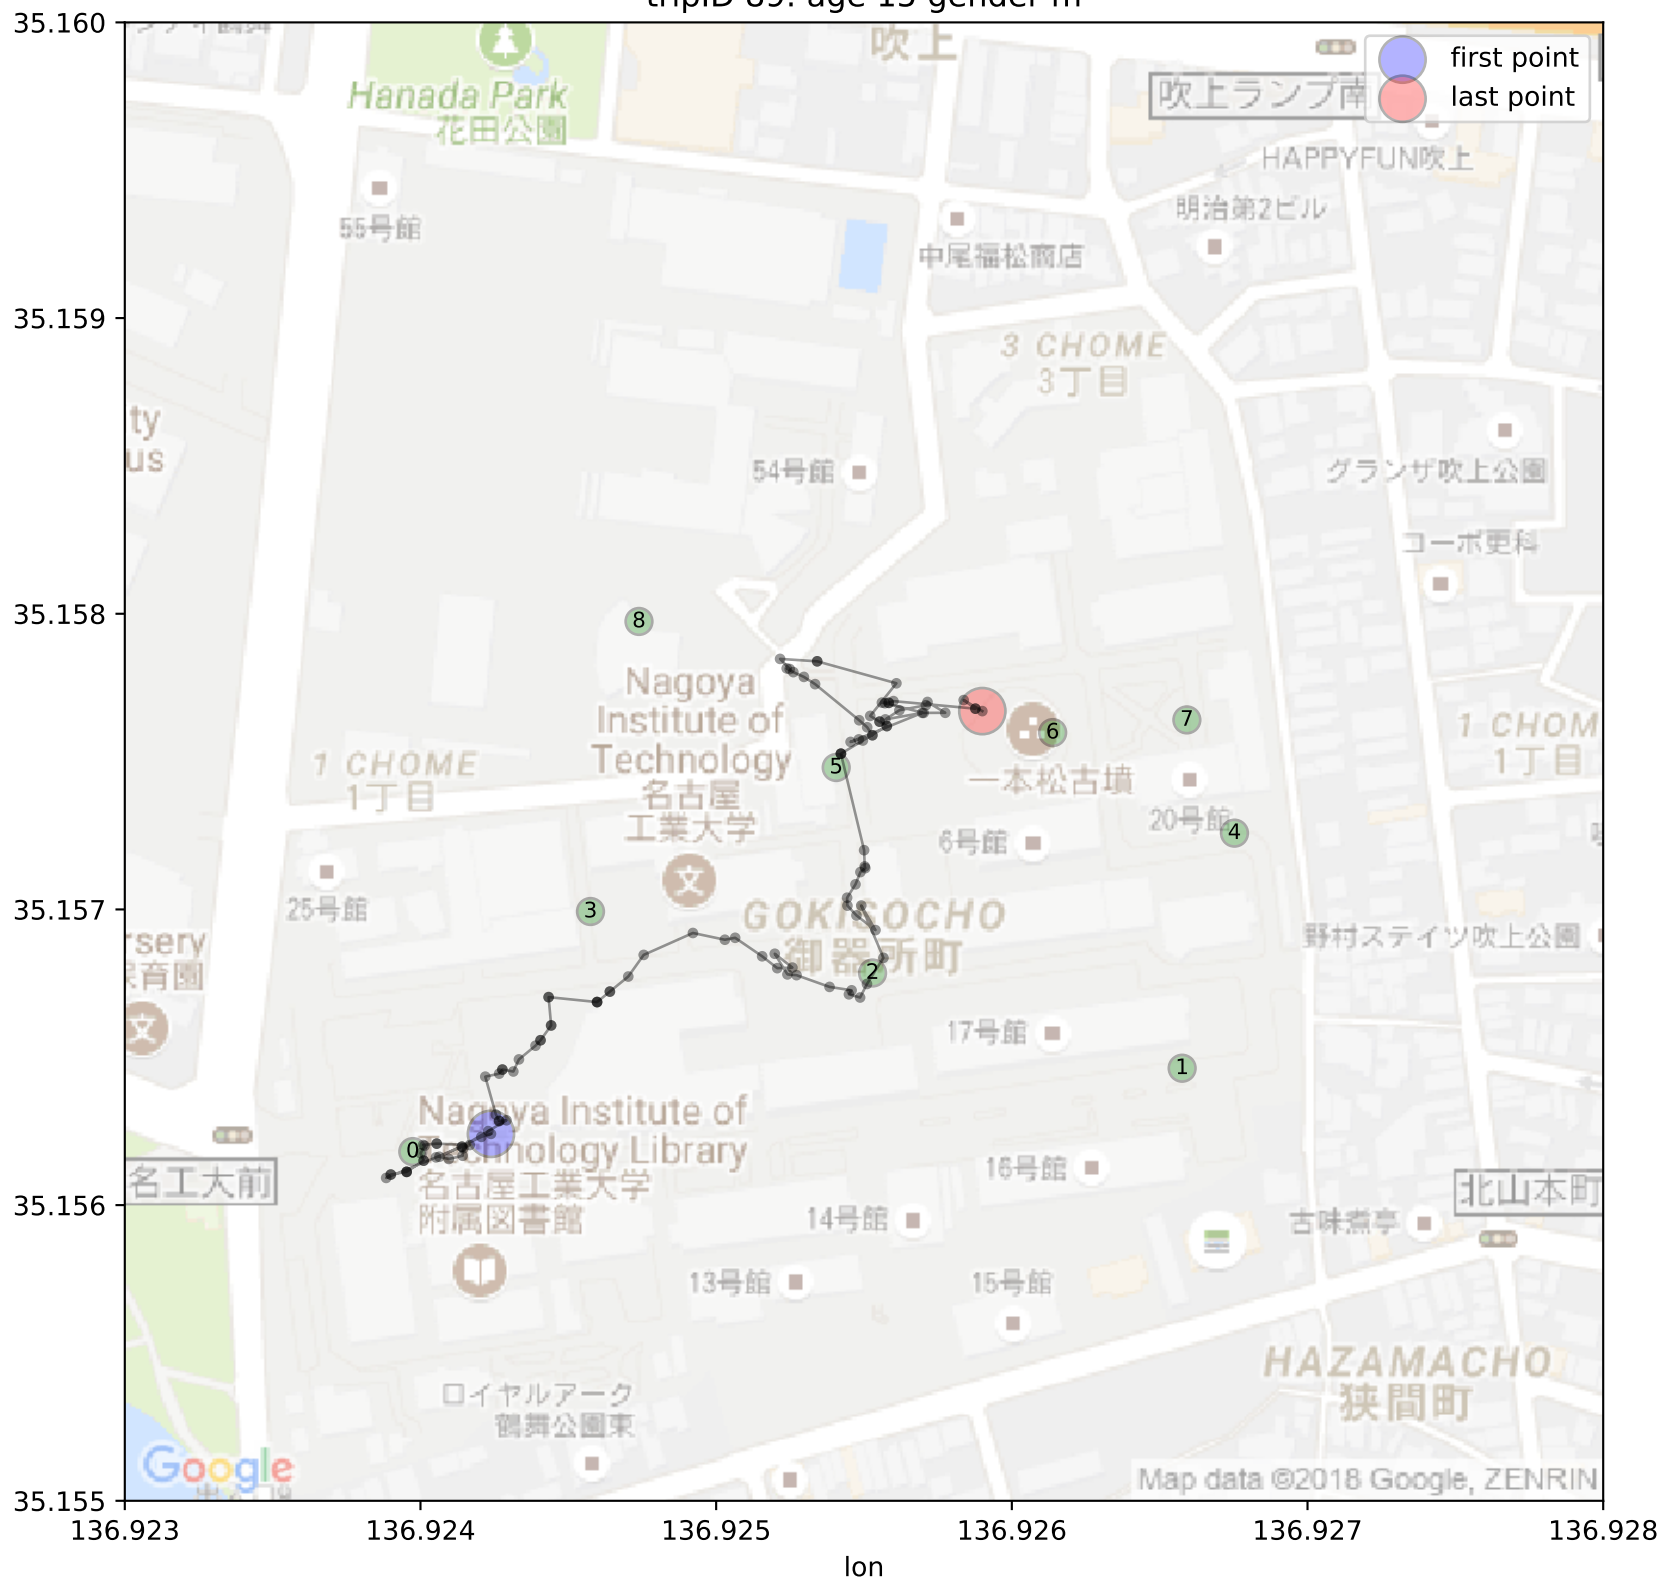 35.160
first point
last point
吹上
吹上ランプ南
Hanada Park
花田公園
HAPPYFUN吹上
55号館
明治第2ビル
中尾福松商店
35.159
3 CHOME
3丁目
ty
us
54号館
グランザ吹上公園
コーポ更科
35.158
8
Nagoya
Institute of
Technology
名古屋
工業大学
7
6
5
1 CHOME
1丁目
1 CHOM
1丁目
一本松古墳
20号館
4
6号館
25号館
3
35.157
GOKISOCHO
御器所町
rsery
保育園
野村ステイツ吹上公園
2
17号館
1
Nagoya Institute of
Technology Library
名古屋工業大学
附属図書館
0
名工大前
16号館
北山本町
35.156
14号館
古味煮亭
13号館
15号館
HAZAMACHO
狭間町
ロイヤルアーク
鶴舞公園東
Google
Map data ©2018 Google, ZENRIN
35.155
136.923
136.924
136.925
136.926
136.927
136.928
lon